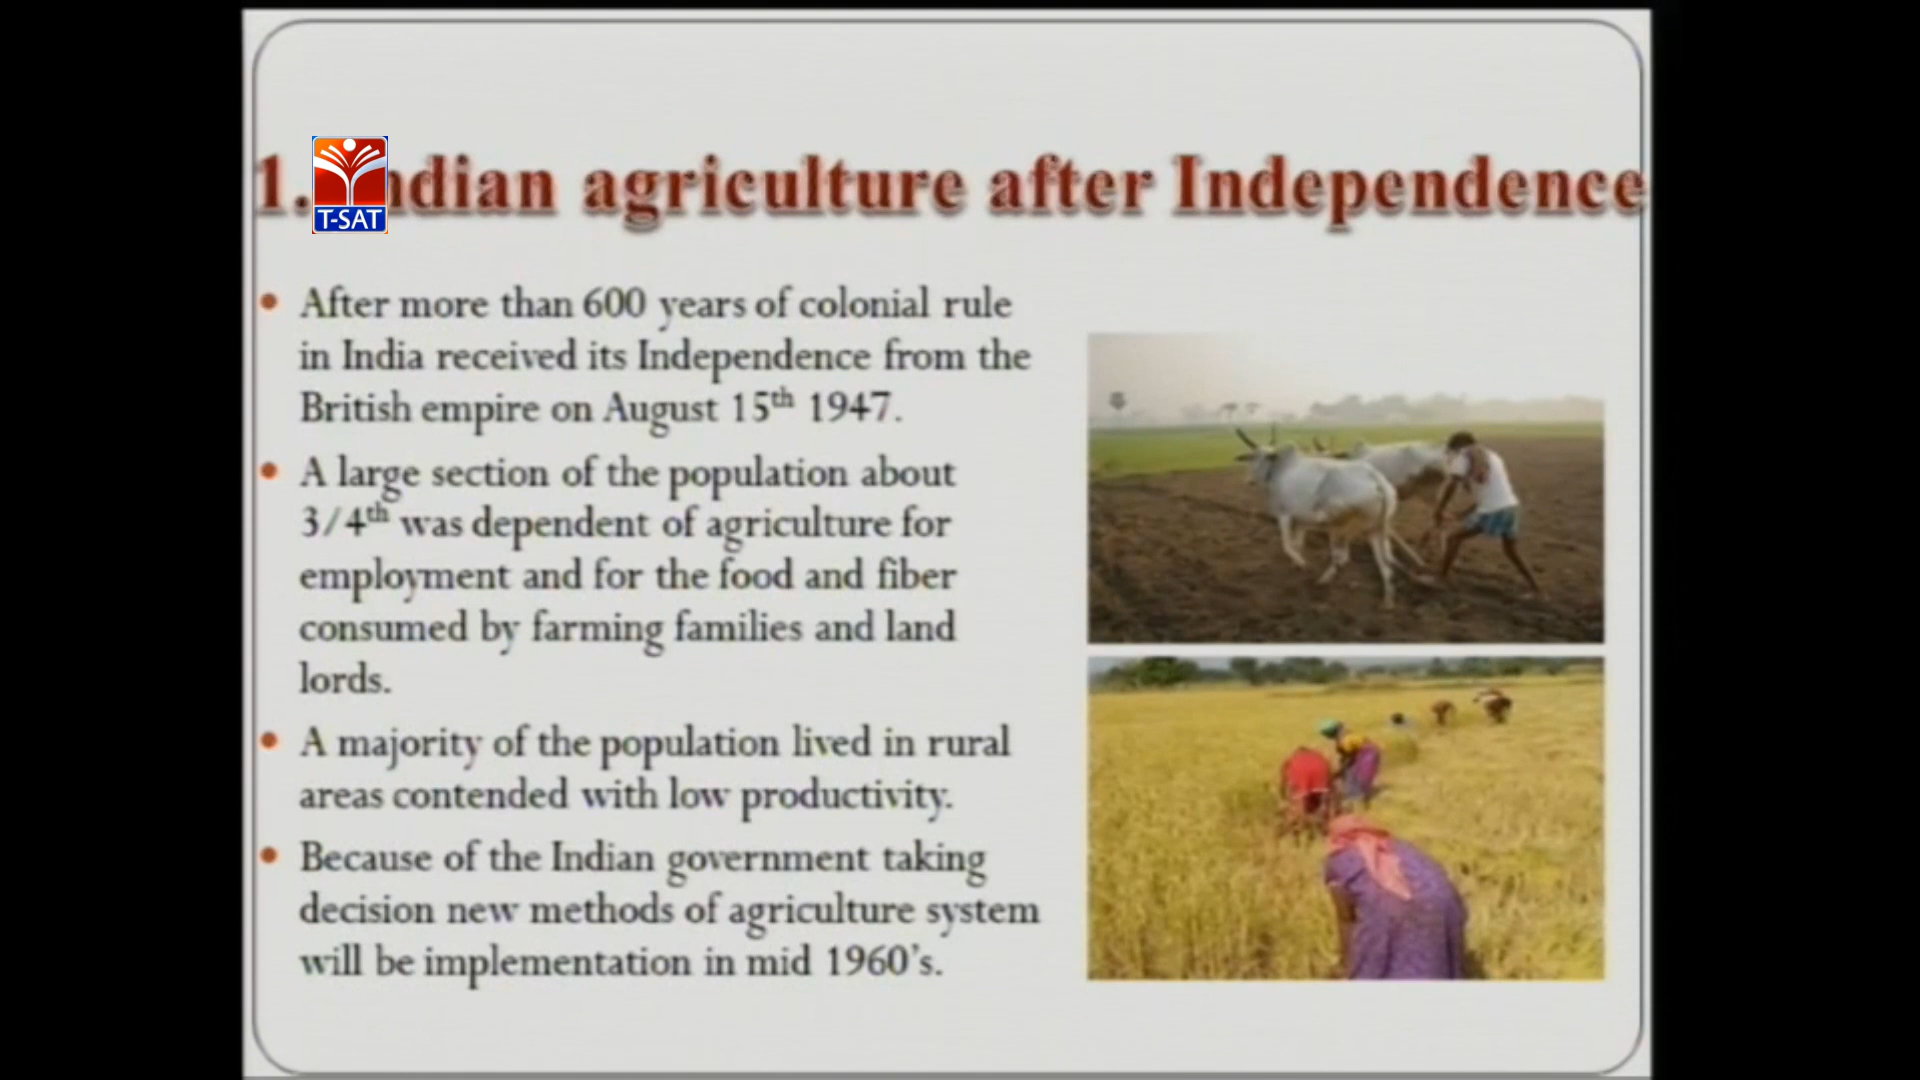 1. Indian agriculture after Independence
T-SAT
After more than 600 years of colonial rule
in India received its Independence from the
British empire on August 15th 1947.
A large section of the population about
3/4th was dependent of agriculture for
employment and for the food and fiber
consumed by farming families and land
lords.
A majority of the population lived in rural
areas contended with low productivity.
Because of the Indian government taking
decision new methods of agriculture system
will be implementation in mid 1960's.